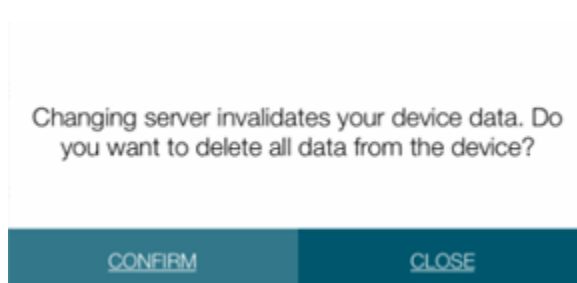 Changing server invalidates your device data. Do
you want to delete all data from the device?
CONFIRM
CLOSE